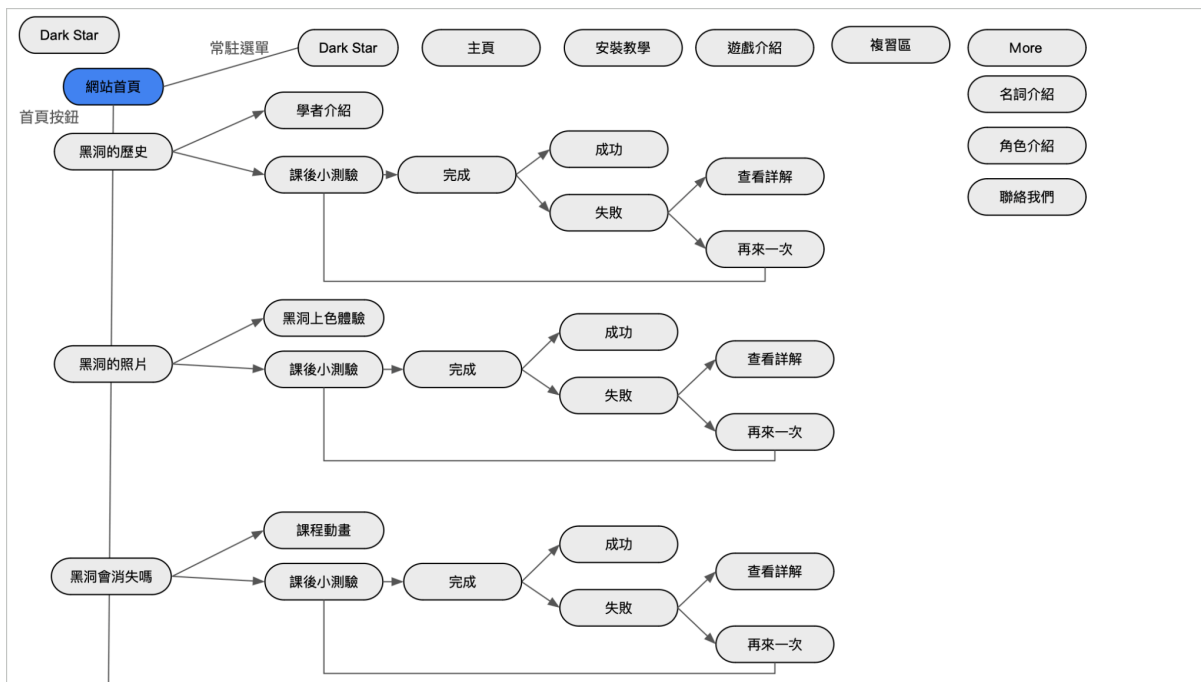 Dark Star
常駐選單
Dark Star
主頁
安裝教學
遊戲介紹
複習區
More
網站首頁
首頁按鈕
名詞介紹
角色介紹
聯絡我們
黑洞的歷史
學者介紹
課後小測驗
完成
成功
失敗
查看詳解
再來一次
黑洞的照片
黑洞上色體驗
課後小測驗
完成
成功
失敗
查看詳解
再來一次
黑洞會消失嗎
課程動畫
課後小測驗
完成
成功
失敗
查看詳解
再來一次